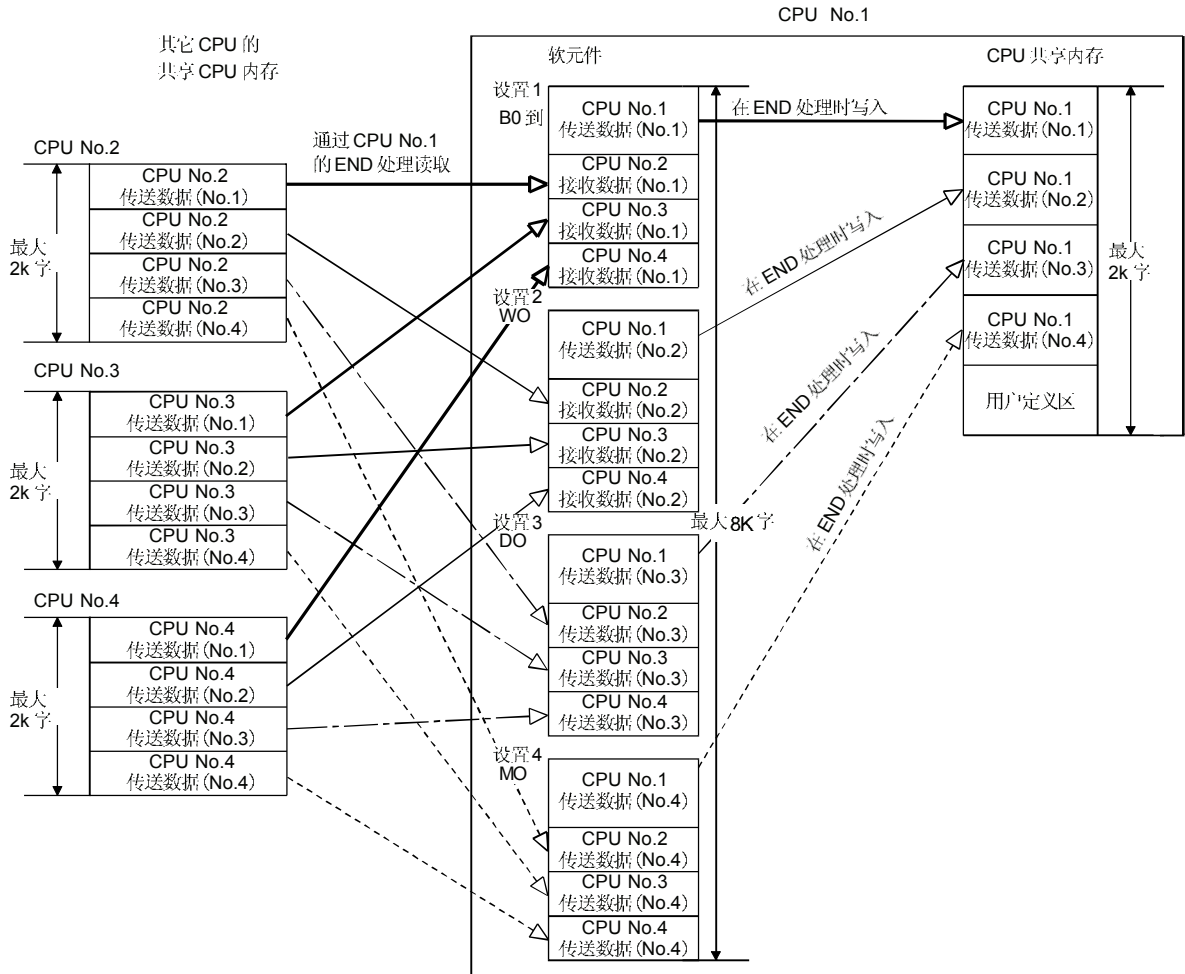 CPU No.1
其它 CPU 的
共享 CPU 内存
CPU No.2
CPU No.2
传送数据(No.1)
CPU No.2
传送数据(No.2)
CPU No.2
传送数据(No.3)
CPU No.2
传送数据(No.4)
最大
2k 字
CPU No.3
CPU No.3
传送数据(No.1)
CPU No.3
传送数据(No.2)
CPU No.3
传送数据(No.3)
CPU No.3
传送数据(No.4)
最大
2k 字
CPU No.4
CPU No.4
传送数据(No.1)
CPU No.4
传送数据(No.2)
CPU No.4
传送数据(No.3)
CPU No.4
传送数据(No.4)
最大
2k 字
通过 CPU No.1
的 END 处理读取
软元件
设置 1
B0 到
CPU No.1
传送数据(No.1)
CPU No.2
接收数据(No.1)
CPU No.3
接收数据(No.1)
CPU No.4
接收数据(No.1)
设置 2
WO
CPU No.1
传送数据(No.2)
CPU No.2
接收数据(No.2)
CPU No.3
接收数据(No.2)
CPU No.4
接收数据(No.2)
设置 3
DO
CPU No.1
传送数据(No.3)
CPU No.2
传送数据(No.3)
CPU No.3
传送数据(No.3)
CPU No.4
传送数据(No.3)
设置 4
MO
CPU No.1
传送数据(No.4)
CPU No.2
传送数据(No.4)
CPU No.3
传送数据(No.4)
CPU No.4
传送数据(No.4)
最大 8K 字
在 END 处理时写入
在 END 处理时写入
在 END 处理时写入
在 END 处理时写入
CPU 共享内存
CPU No.1
传送数据(No.1)
CPU No.1
传送数据(No.2)
CPU No.1
传送数据(No.3)
CPU No.1
传送数据(No.4)
用户定义区
最大
2k 字